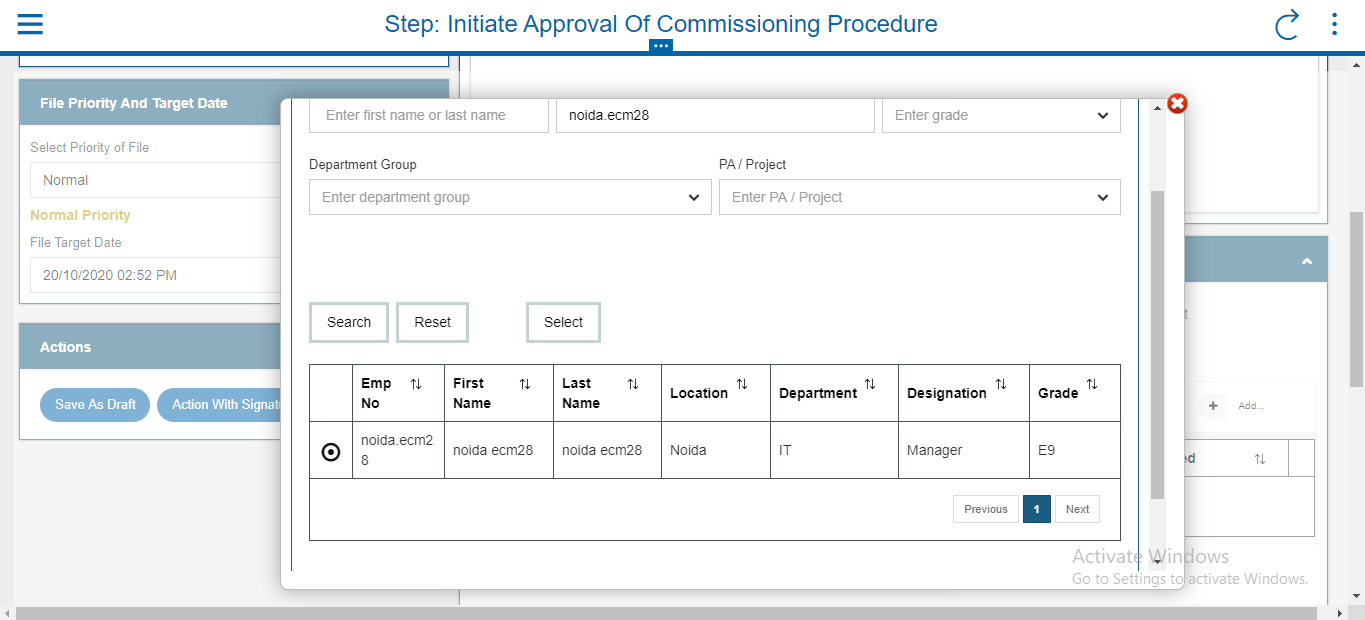 Step: Initiate Approval Of Commissioning Procedure
File Priority And Target Date
Select Priority of File
Normal
Normal Priority
File Target Date
20/10/2020 02:52 PM
Actions
Save As Draft
Action With Signat
Enter first name or last name
noida.ecm28
Enter grade
Department Group
PA / Project
Enter department group
Enter PA / Project
Search
Reset
Select
Emp No
First Name
Last Name
Location
Department
Designation
Grade
noida.ecm2
8
noida ecm28
noida ecm28
Noida
IT
Manager
E9
Previous
1
Next
t
+ Add...
ed
Activate Windows
Go to Settings to activate Windows.